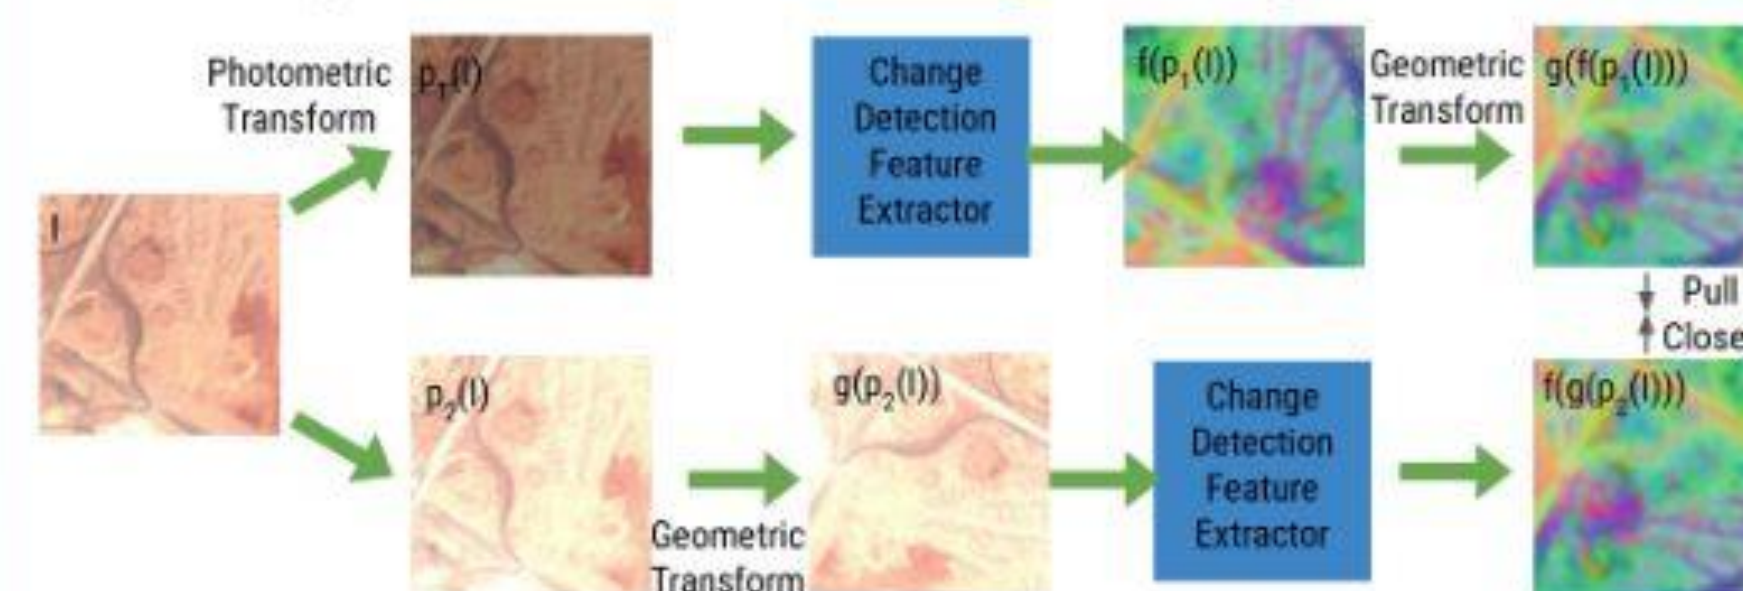 Photometric
Transform
p₁(I)
Change
Detection
Feature
Extractor
f(p₁(I))
Geometric
Transform
g(f(p₁(I)))
I
Pull
Close
p₂(I)
g(p₂(I))
Geometric
Transform
Change
Detection
Feature
Extractor
f(g(p₂(I)))